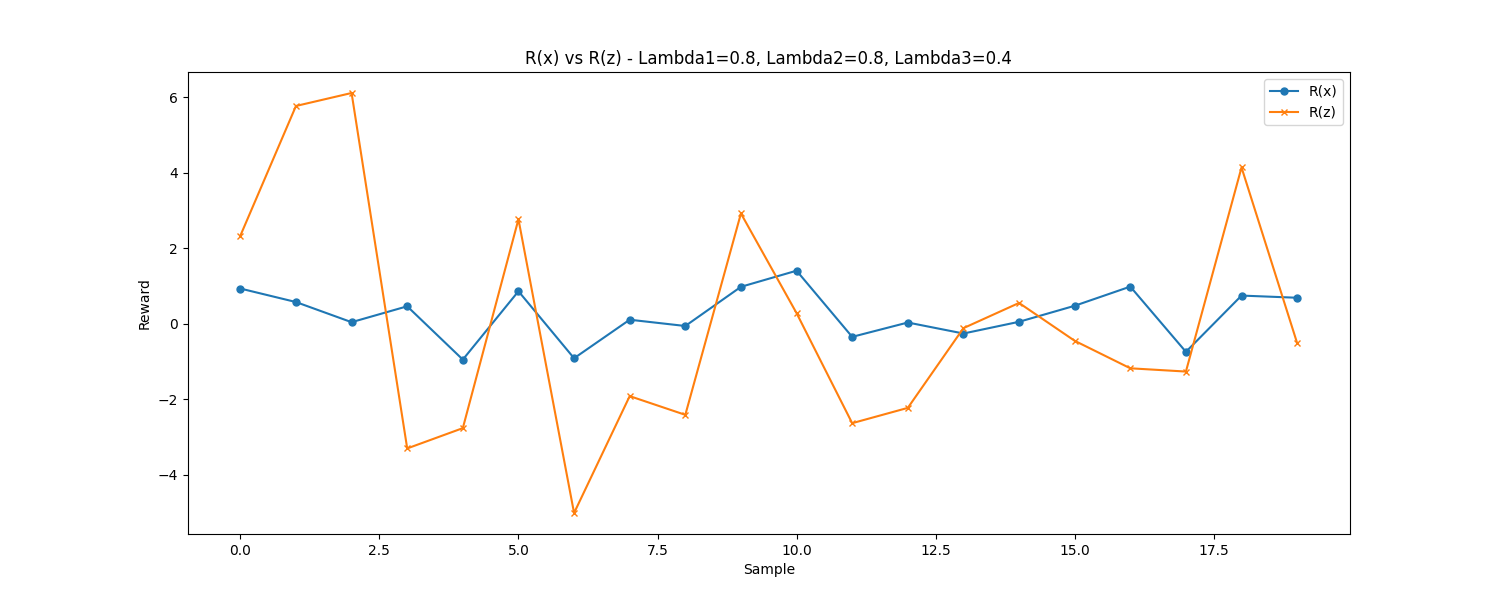 R(x) vs R(z) - Lambda1=0.8, Lambda2=0.8, Lambda3=0.4
R(x)
R(z)
6
4
2
0
−2
−4
Reward
0.0 2.5 5.0 7.5 10.0 12.5 15.0 17.5
Sample